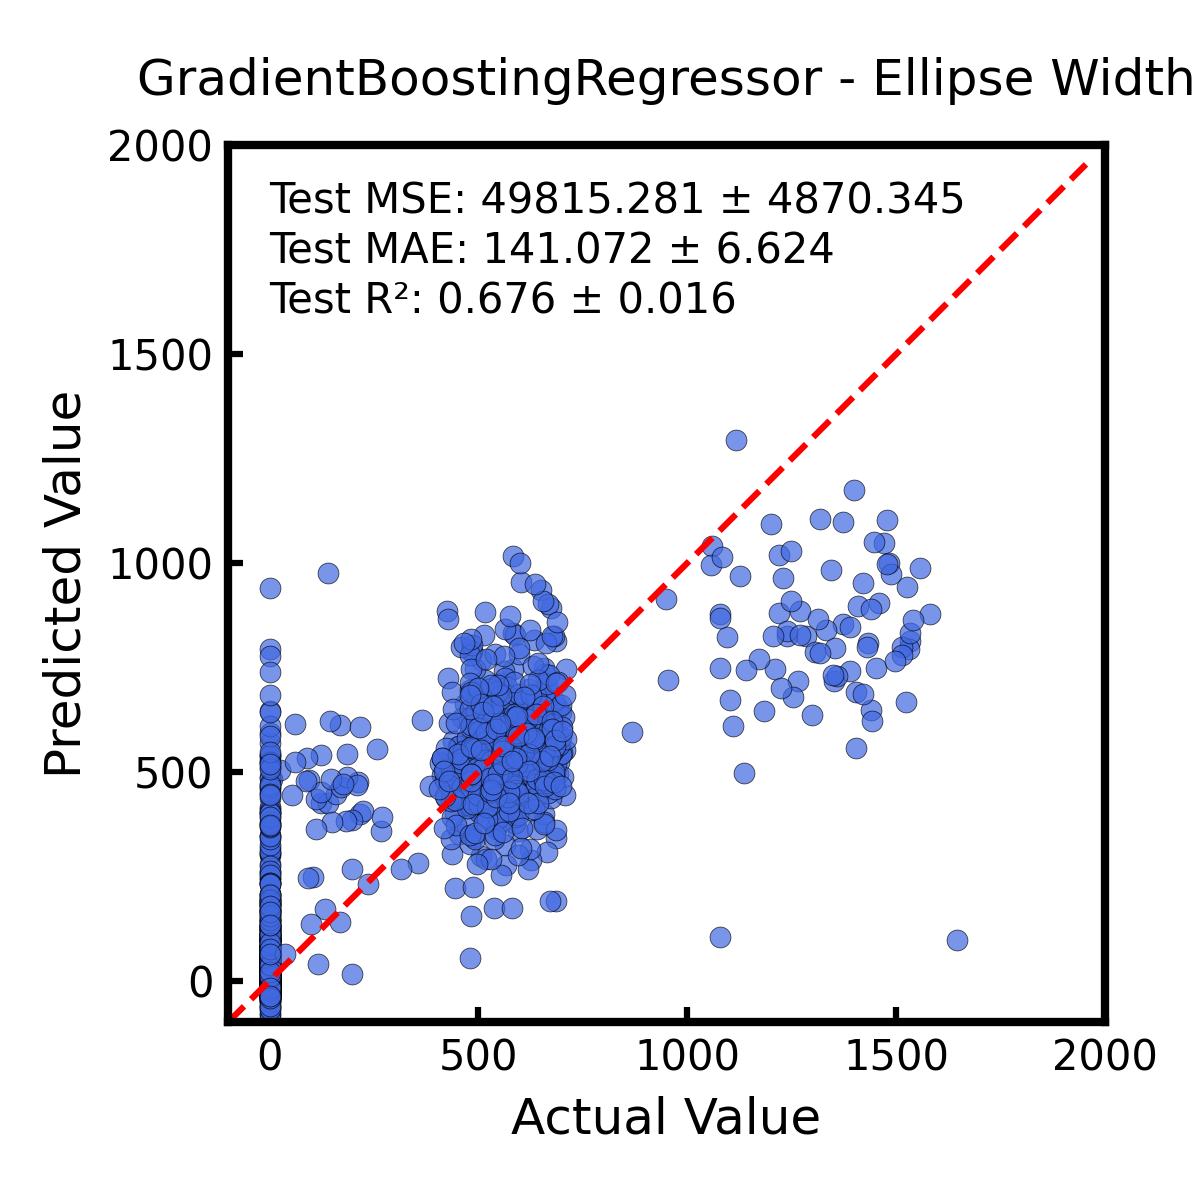 GradientBoostingRegressor - Ellipse Width
Test MSE: 49815.281 ± 4870.345
Test MAE: 141.072 ± 6.624
Test R²: 0.676 ± 0.016
2000
1500
1000
500
0
Predicted Value
0 500 1000 1500 2000
Actual Value